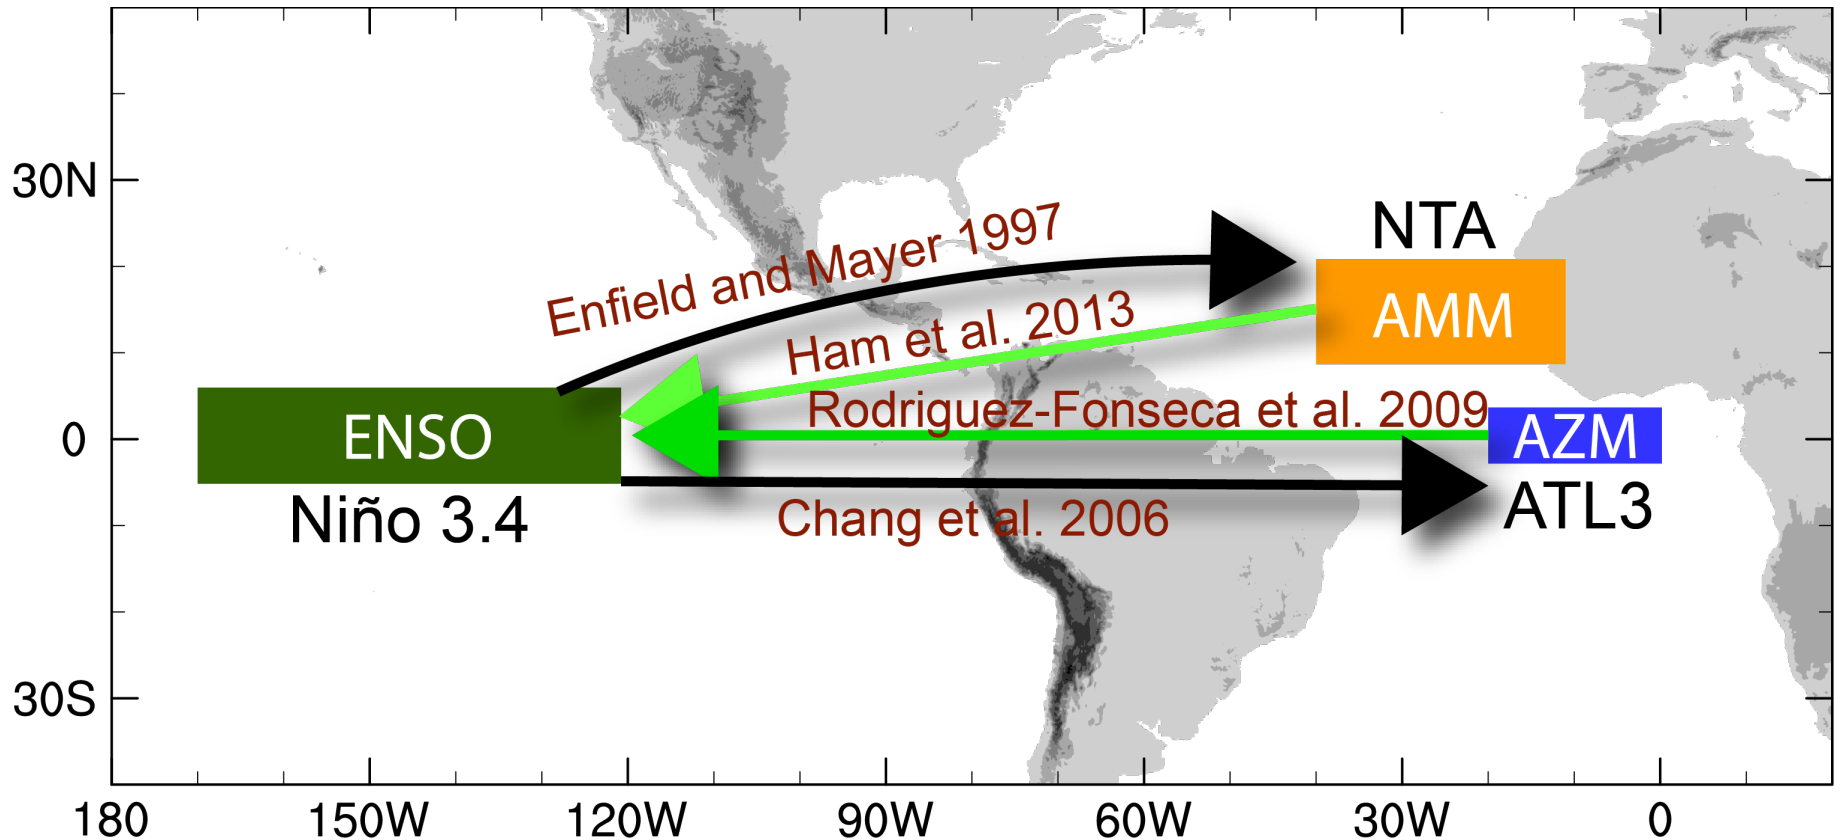 30N
NTA
Enfield and Mayer 1997
AMM
Ham et al. 2013
Rodriguez-Fonseca et al. 2009
0
ENSO
AZM
Niño 3.4
Chang et al. 2006
ATL3
30S
180 150W 120W 90W 60W 30W 0